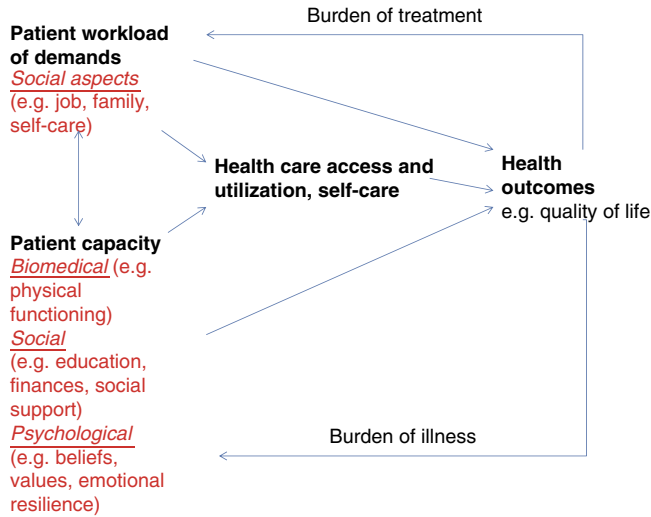 Burden of treatment
Patient workload
of demands
Social aspects
(e.g. job, family,
self-care)
Health care access and
utilization, self-care
Health
outcomes
e.g. quality of life
Patient capacity
Biomedical (e.g.
physical
functioning)
Social
(e.g. education,
finances, social
support)
Psychological
(e.g. beliefs,
values, emotional
resilience)
Burden of illness